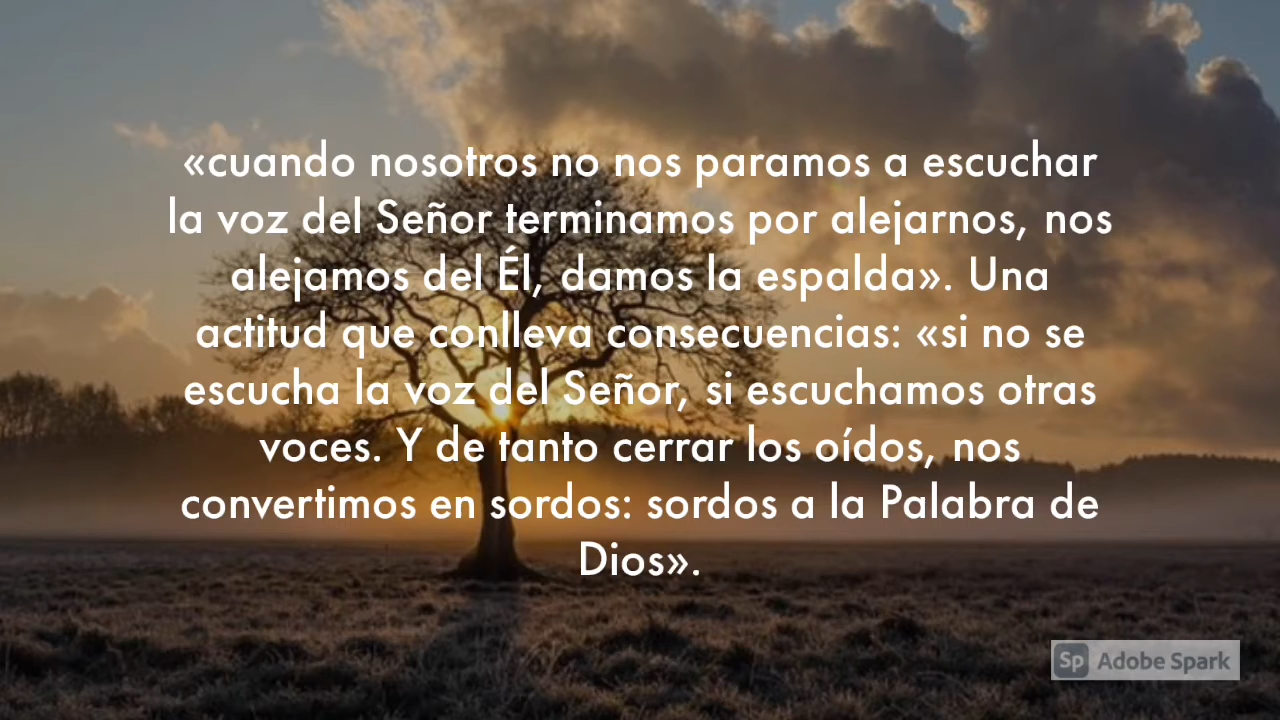 «cuando nosotros no nos paramos a escuchar
la voz del Señor terminamos por alejarnos, nos
alejamos del Él, damos la espalda». Una
actitud que conlleva consecuencias: «si no se
escucha la voz del Señor, si escuchamos otras
voces. Y de tanto cerrar los oídos, nos
convertimos en sordos: sordos a la Palabra de
Dios».
Sp Adobe Spark